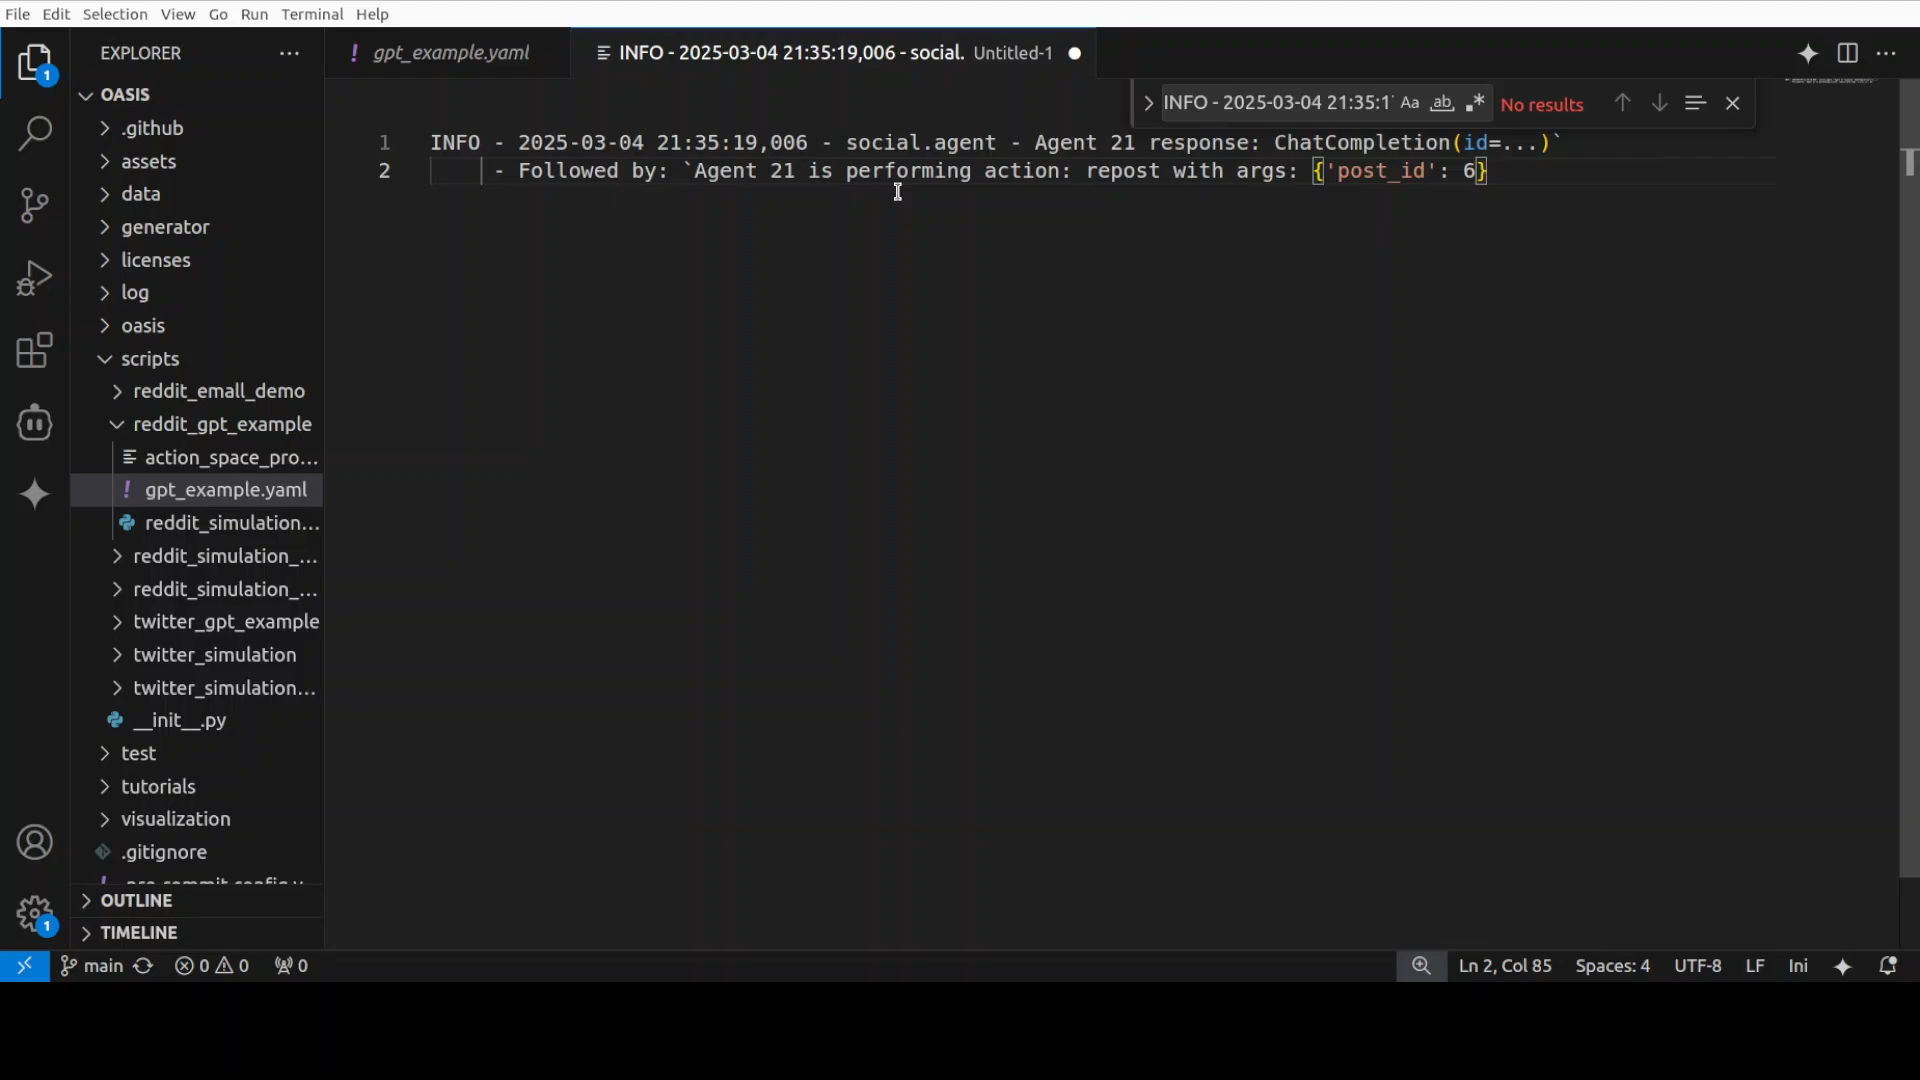 File Edit Selection View Go Run Terminal Help
EXPLORER
gpt_example.yaml
INFO - 2025-03-04 21:35:19,006 - social. Untitled-1
OASIS
.github
assets
data
generator
licenses
log
oasis
scripts
reddit_emall_demo
reddit_gpt_example
action_space_pro...
gpt_example.yaml
reddit_simulation...
reddit_simulation_...
reddit_simulation_...
twitter_gpt_example
twitter_simulation
twitter_simulation...
__init__.py
test
tutorials
visualization
.gitignore
OUTLINE
TIMELINE
INFO - 2025-03-04 21:35:1 Aa ab .* No results
1 INFO - 2025-03-04 21:35:19,006 - social.agent - Agent 21 response: ChatCompletion(id=...)`
2 - Followed by: `Agent 21 is performing action: repost with args: {'post_id': 6}
1
1
main 0 0 0 Ln 2, Col 85 Spaces: 4 UTF-8 LF Ini